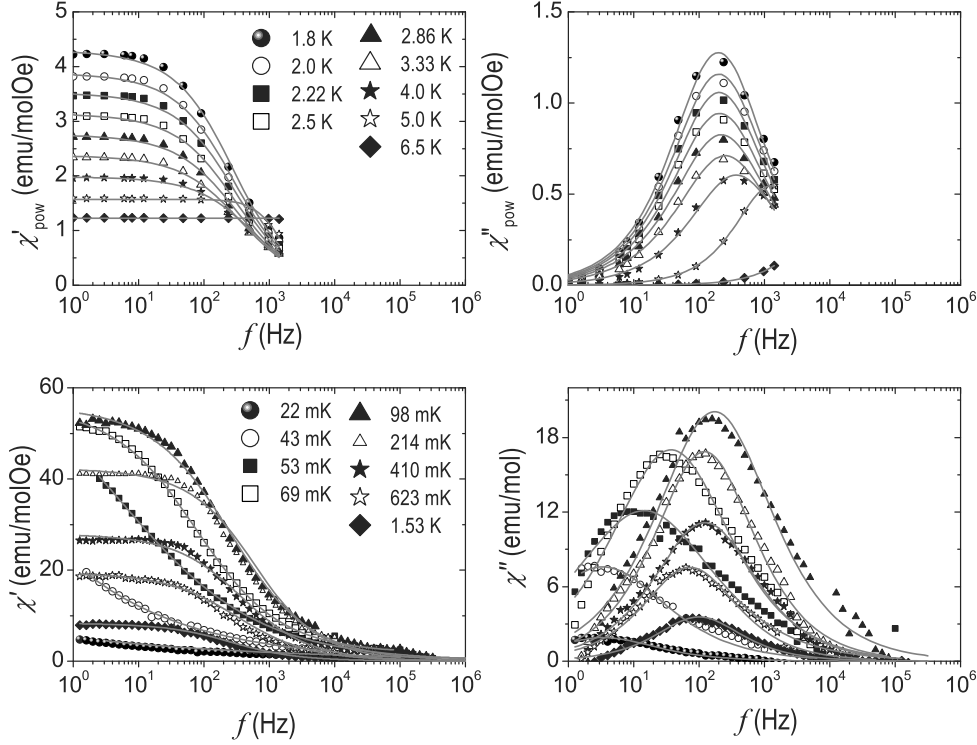 5
4
3
2
1
0
χ'pow (emu/molOe)
1.8 K
2.0 K
2.22 K
2.5 K
2.86 K
3.33 K
4.0 K
5.0 K
6.5 K
10^0 10^1 10^2 10^3 10^4 10^5 10^6
f (Hz)
1.5
1.0
0.5
0.0
χ"pow (emu/molOe)
10^0 10^1 10^2 10^3 10^4 10^5 10^6
f (Hz)
60
40
20
0
χ' (emu/molOe)
22 mK
43 mK
53 mK
69 mK
98 mK
214 mK
410 mK
623 mK
1.53 K
10^0 10^1 10^2 10^3 10^4 10^5 10^6
f (Hz)
18
12
6
0
χ" (emu/mol)
10^0 10^1 10^2 10^3 10^4 10^5 10^6
f (Hz)